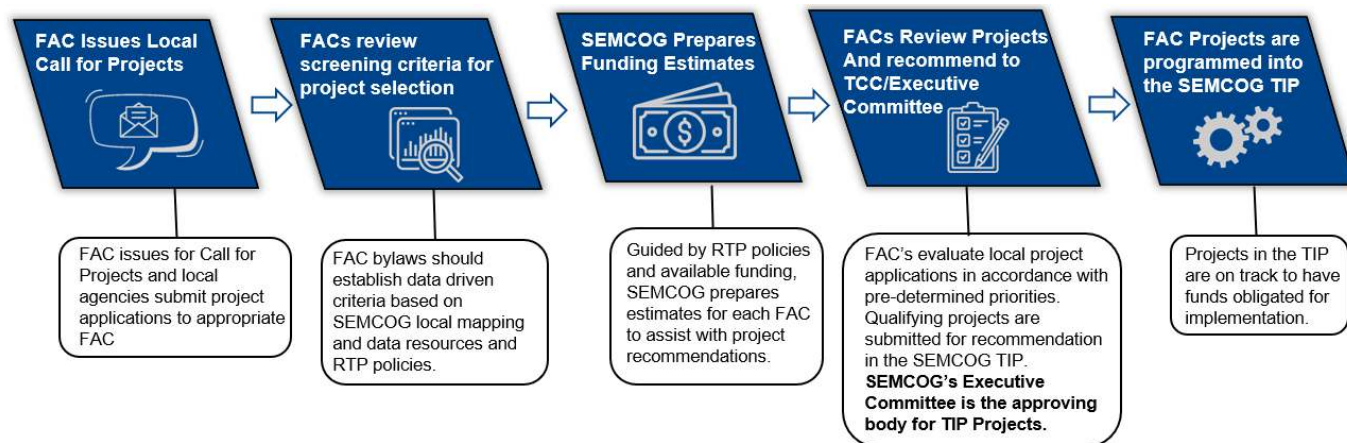 FAC Issues Local
Call for Projects
FACs review
screening criteria for
project selection
SEMCOG Prepares
Funding Estimates
FACs Review Projects
And recommend to
TCC/Executive
Committee
FAC Projects are
programmed into
the SEMCOG TIP
FAC issues for Call for
Projects and local
agencies submit project
applications to appropriate
FAC
FAC bylaws should
establish data driven
criteria based on
SEMCOG local mapping
and data resources and
RTP policies.
Guided by RTP policies
and available funding,
SEMCOG prepares
estimates for each FAC
to assist with project
recommendations.
FAC's evaluate local project
applications in accordance with
pre-determined priorities.
Qualifying projects are
submitted for recommendation
in the SEMCOG TIP.
SEMCOG's Executive
Committee is the approving
body for TIP Projects.
Projects in the TIP
are on track to have
funds obligated for
implementation.